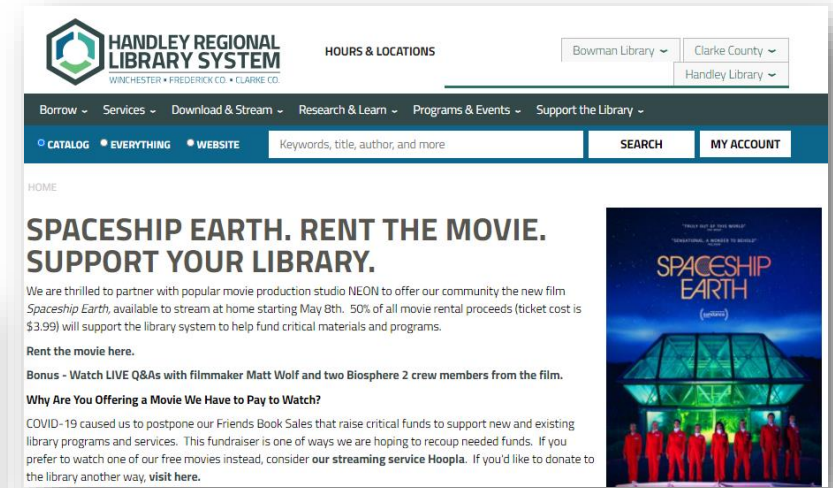 HANDLEY REGIONAL
LIBRARY SYSTEM
WINCHESTER • FREDERICK CO. • CLARKE CO.
HOURS & LOCATIONS
Bowman Library
Clarke County
Handley Library
Borrow
Services
Download & Stream
Research & Learn
Programs & Events
Support the Library
CATALOG
EVERYTHING
WEBSITE
Keywords, title, author, and more
SEARCH
MY ACCOUNT
HOME
SPACESHIP EARTH. RENT THE MOVIE.
SUPPORT YOUR LIBRARY.
We are thrilled to partner with popular movie production studio NEON to offer our community the new film
Spaceship Earth, available to stream at home starting May 8th. 50% of all movie rental proceeds (ticket cost is
$3.99) will support the library system to help fund critical materials and programs.
Rent the movie here.
Bonus - Watch LIVE Q&As with filmmaker Matt Wolf and two Biosphere 2 crew members from the film.
Why Are You Offering a Movie We Have to Pay to Watch?
COVID-19 caused us to postpone our Friends Book Sales that raise critical funds to support new and existing
library programs and services. This fundraiser is one of ways we are hoping to recoup needed funds. If you
prefer to watch one of our free movies instead, consider our streaming service Hoopla. If you'd like to donate to
the library another way, visit here.
"TRULY OUT OF THIS WORLD"
"SENSATIONAL, A WONDER TO BEHOLD"
SPACESHIP
EARTH
sundance